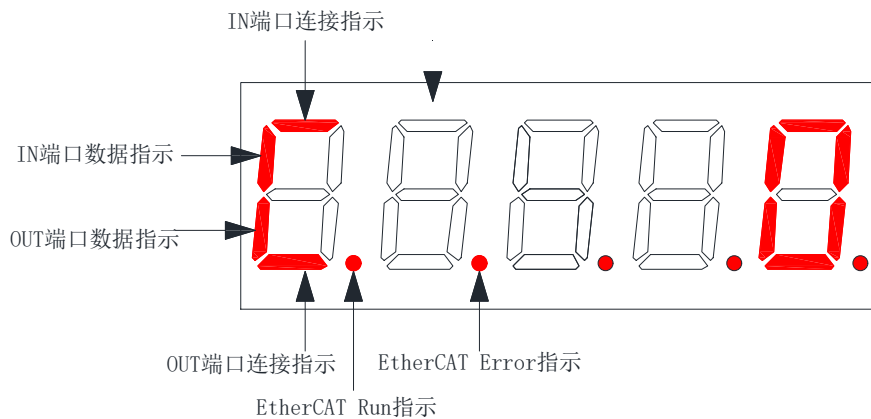 IN端口连接指示
IN端口数据指示
OUT端口数据指示
OUT端口连接指示
EtherCAT Error指示
EtherCAT Run指示